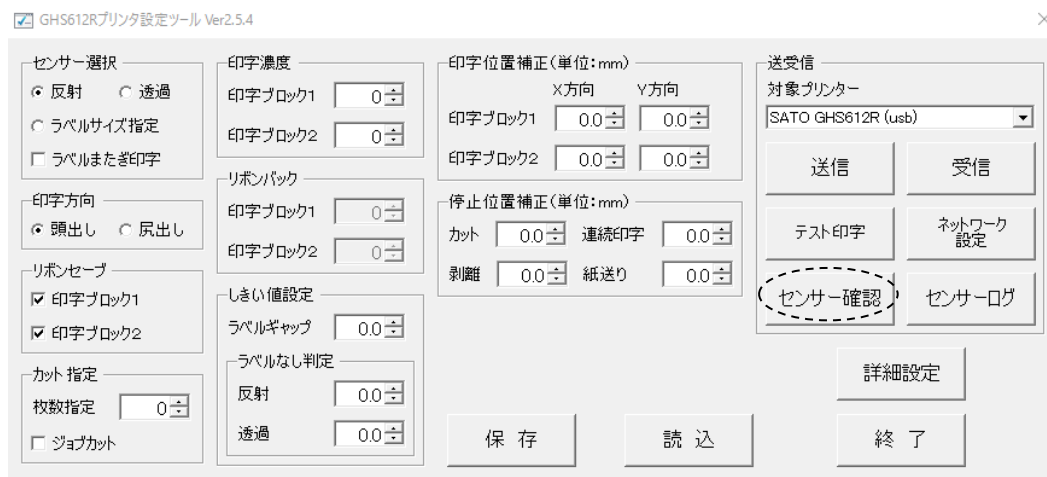 GHS612Rプリンタ設定ツール Ver2.5.4
センサー選択
反射 透過
ラベルサイズ指定
ラベルまたぎ印字
印字方向
頭出し 尻出し
リボンセーブ
印字ブロック1
印字ブロック2
カット指定
枚数指定 0
ジョブカット
印字濃度
印字ブロック1 0
印字ブロック2 0
リボンバック
印字ブロック1 0
印字ブロック2 0
しきい値設定
ラベルギャップ 0.0
ラベルなし判定
反射 0.0
透過 0.0
印字位置補正(単位:mm)
X方向 Y方向
印字ブロック1 0.0 0.0
印字ブロック2 0.0 0.0
停止位置補正(単位:mm)
カット 0.0 連続印字 0.0
剥離 0.0 紙送り 0.0
保 存 読 込
送受信
対象プリンター
SATO GHS612R (usb)
送信 受信
テスト印字 ネットワーク
設定
センサー確認 センサーログ
詳細設定
終 了